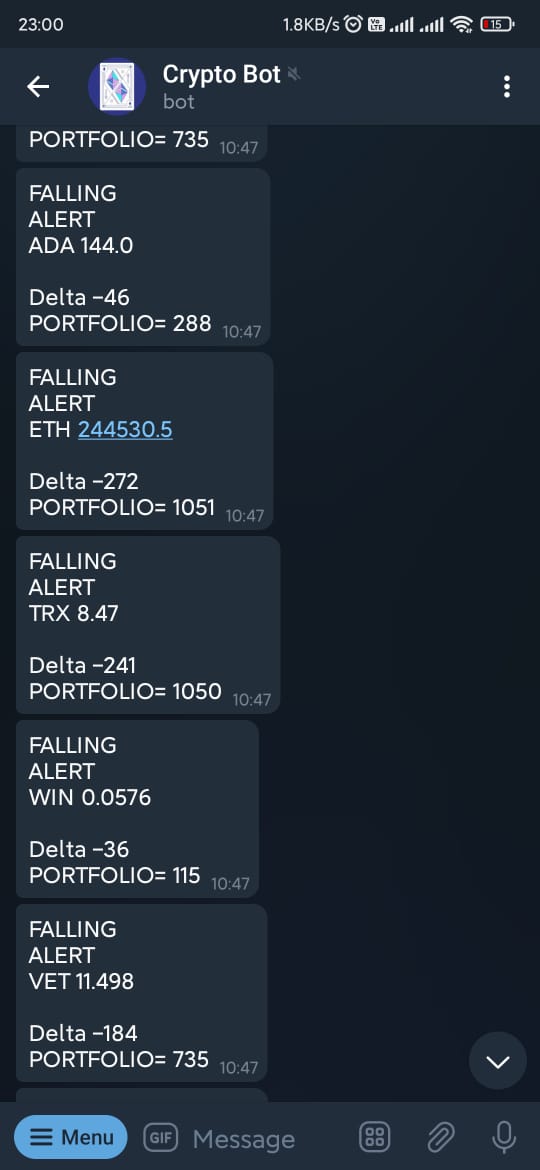 23:00
1.8KB/s
Vo LTE
15
Crypto Bot
bot
PORTFOLIO= 735 10:47
FALLING
ALERT
ADA 144.0
Delta -46
PORTFOLIO= 288 10:47
FALLING
ALERT
ETH 244530.5
Delta -272
PORTFOLIO= 1051 10:47
FALLING
ALERT
TRX 8.47
Delta -241
PORTFOLIO= 1050 10:47
FALLING
ALERT
WIN 0.0576
Delta -36
PORTFOLIO= 115 10:47
FALLING
ALERT
VET 11.498
Delta -184
PORTFOLIO= 735 10:47
Menu
GIF
Message